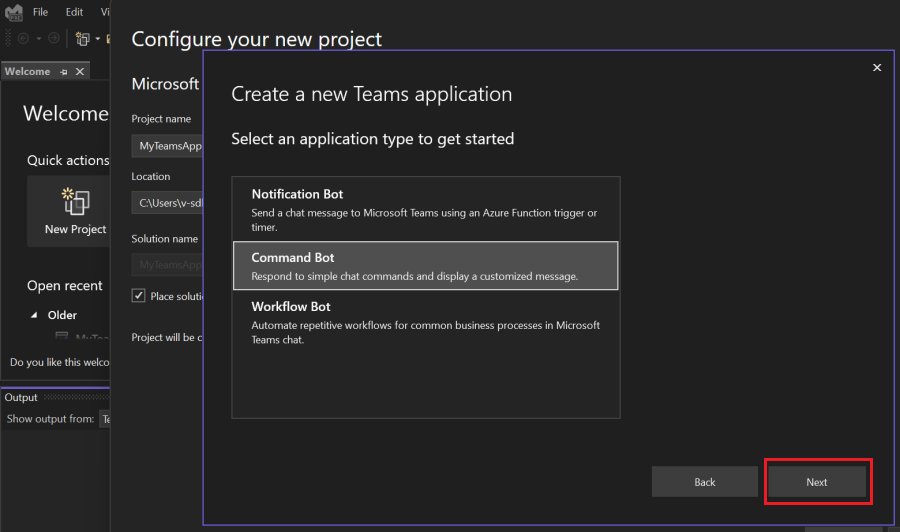 File Edit Vi
Configure your new project
Welcome
Microsoft
Welcome
Project name
MyTeamsApp
Quick actions
Location
C:\Users\v-sdl
New Project
Solution name
MyTeamsApp
Open recent
Place soluti
Older
MyTea
Project will be c
Do you like this welco
Output
Show output from: Te
Create a new Teams application
Select an application type to get started
Notification Bot
Send a chat message to Microsoft Teams using an Azure Function trigger or
timer.
Command Bot
Respond to simple chat commands and display a customized message.
Workflow Bot
Automate repetitive workflows for common business processes in Microsoft
Teams chat.
Back
Next